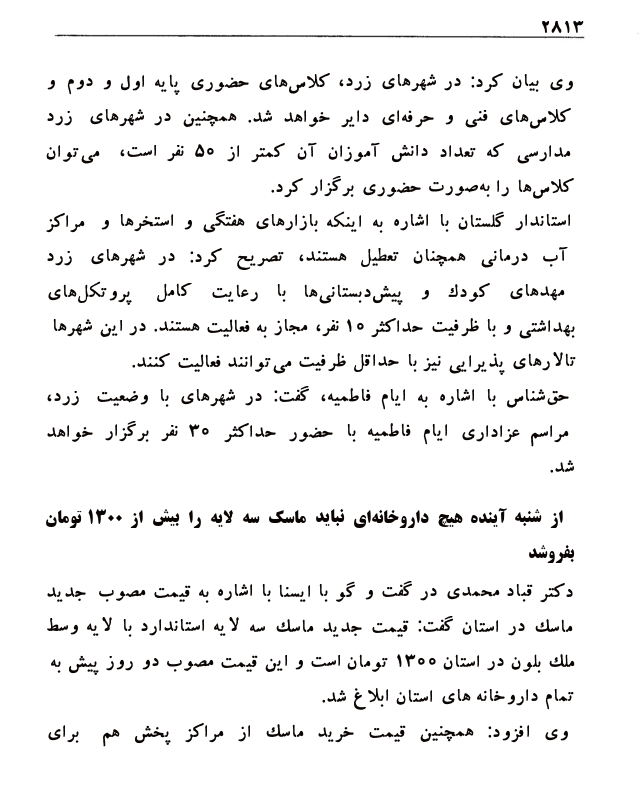 ۲۸۱۳
وی بیان کرد: در شهرهای زرد، کلاس‌های حضوری پایه اول و دوم و
کلاس‌های فنی و حرفه‌ای دایر خواهد شد. همچنین در شهرهای زرد
مدارسی که تعداد دانش آموزان آن کمتر از ۵۰ نفر است، می‌توان
کلاس‌ها را به‌صورت حضوری برگزار کرد.
استاندار گلستان با اشاره به اینکه بازارهای هفتگی و استخرها و مراکز
آب درمانی همچنان تعطیل هستند، تصریح کرد: در شهرهای زرد
مهدهای کودک و پیش‌دبستانی‌ها با رعایت کامل پروتکل‌های
بهداشتی و با ظرفیت حداکثر ۱۰ نفر، مجاز به فعالیت هستند. در این شهرها
تالارهای پذیرایی نیز با حداقل ظرفیت می‌توانند فعالیت کنند.
حق‌شناس با اشاره به ایام فاطمیه، گفت: در شهرهای با وضعیت زرد،
مراسم عزاداری ایام فاطمیه با حضور حداکثر ۳۰ نفر برگزار خواهد
شد.
از شنبه آینده هیچ داروخانه‌ای نباید ماسک سه لایه را بیش از ۱۳۰۰ تومان
بفروشد
دکتر قباد محمدی در گفت و گو با ایسنا با اشاره به قیمت مصوب جدید
ماسک در استان گفت: قیمت جدید ماسک سه لایه استاندارد با لایه وسط
ملک بلون در استان ۱۳۰۰ تومان است و این قیمت مصوب دو روز پیش به
تمام داروخانه های استان ابلاغ شد.
وی افزود: همچنین قیمت خرید ماسک از مراکز پخش هم برای